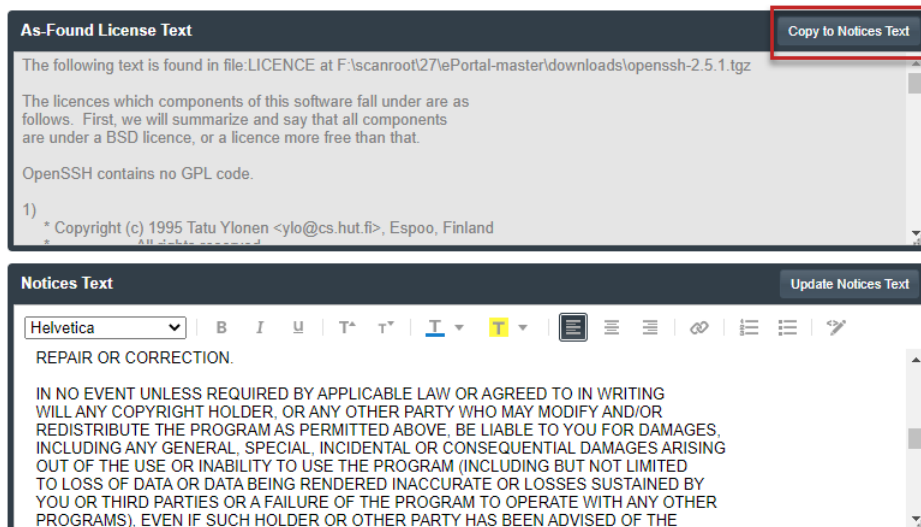 As-Found License Text
Copy to Notices Text
The following text is found in file:LICENCE at F:\scanroot\27\ePortal-master\downloads\openssh-2.5.1.tgz
The licences which components of this software fall under are as
follows. First, we will summarize and say that all components
are under a BSD licence, or a licence more free than that.
OpenSSH contains no GPL code.
1)
* Copyright (c) 1995 Tatu Ylonen <ylo@cs.hut.fi>, Espoo, Finland
* All rights reserved
Notices Text
Update Notices Text
Helvetica
B I U T T T T
REPAIR OR CORRECTION.
IN NO EVENT UNLESS REQUIRED BY APPLICABLE LAW OR AGREED TO IN WRITING
WILL ANY COPYRIGHT HOLDER, OR ANY OTHER PARTY WHO MAY MODIFY AND/OR
REDISTRIBUTE THE PROGRAM AS PERMITTED ABOVE, BE LIABLE TO YOU FOR DAMAGES,
INCLUDING ANY GENERAL, SPECIAL, INCIDENTAL OR CONSEQUENTIAL DAMAGES ARISING
OUT OF THE USE OR INABILITY TO USE THE PROGRAM (INCLUDING BUT NOT LIMITED
TO LOSS OF DATA OR DATA BEING RENDERED INACCURATE OR LOSSES SUSTAINED BY
YOU OR THIRD PARTIES OR A FAILURE OF THE PROGRAM TO OPERATE WITH ANY OTHER
PROGRAMS), EVEN IF SUCH HOLDER OR OTHER PARTY HAS BEEN ADVISED OF THE